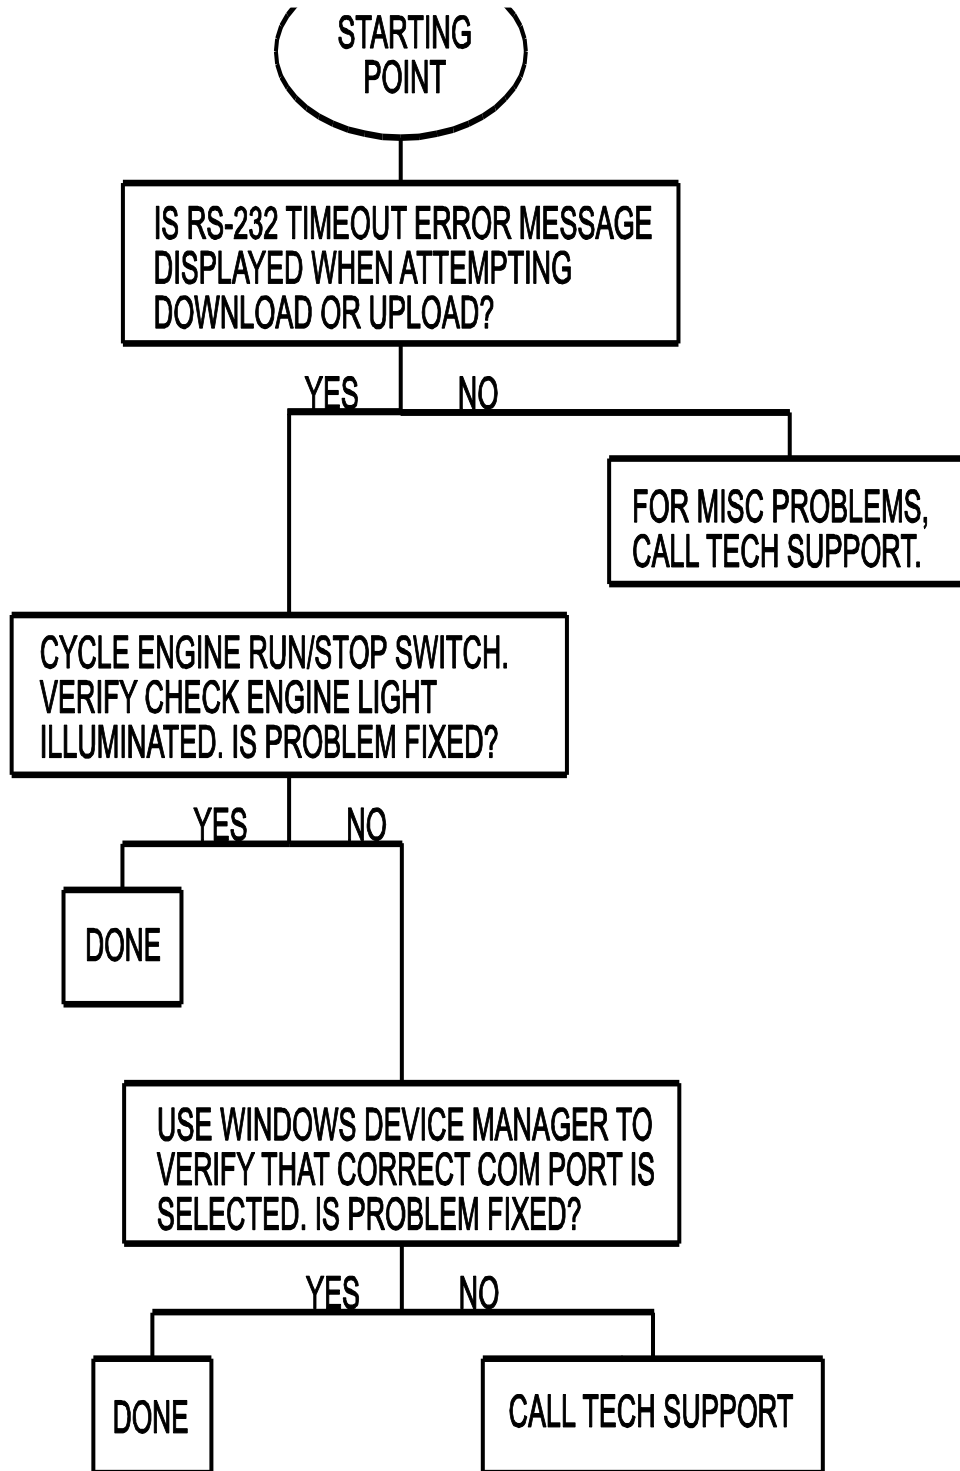 STARTING
POINT
IS RS-232 TIMEOUT ERROR MESSAGE
DISPLAYED WHEN ATTEMPTING
DOWNLOAD OR UPLOAD?
YES
NO
FOR MISC PROBLEMS,
CALL TECH SUPPORT.
CYCLE ENGINE RUN/STOP SWITCH.
VERIFY CHECK ENGINE LIGHT
ILLUMINATED. IS PROBLEM FIXED?
YES
NO
DONE
USE WINDOWS DEVICE MANAGER TO
VERIFY THAT CORRECT COM PORT IS
SELECTED. IS PROBLEM FIXED?
YES
NO
DONE
CALL TECH SUPPORT